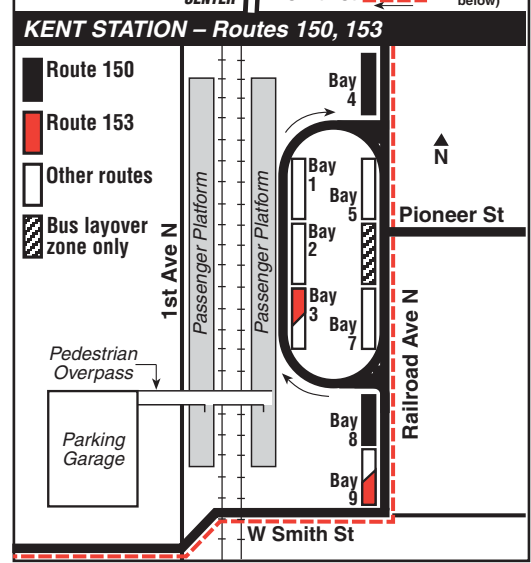 CENTER
below)
KENT STATION – Routes 150, 153
Route 150
Route 153
Other routes
Bus layover
zone only
1st Ave N
Passenger Platform
Passenger Platform
Bay
4
Bay
1
Bay
5
Bay
2
Bay
3
Bay
7
Bay
8
Bay
9
N
Pioneer St
Railroad Ave N
Pedestrian
Overpass
Parking
Garage
W Smith St